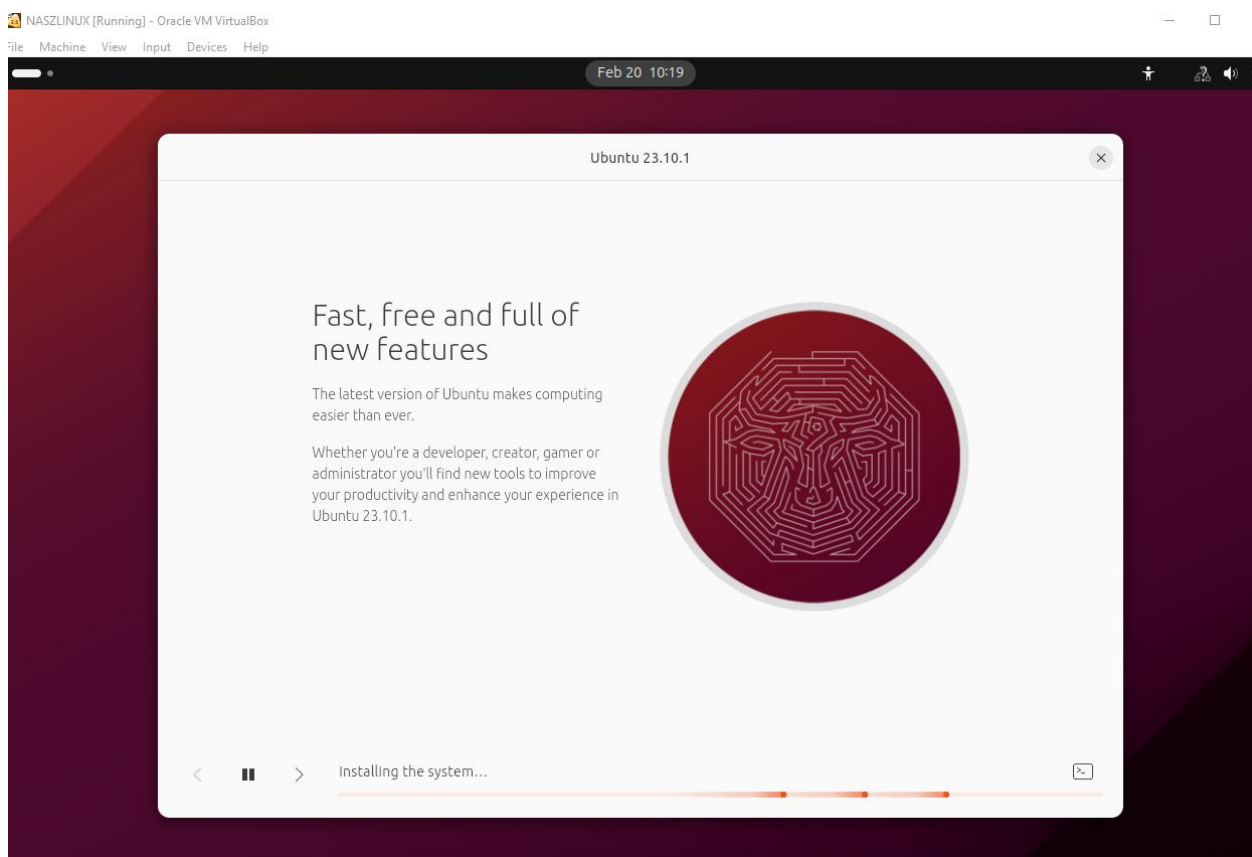 NASZLINUX [Running] - Oracle VM VirtualBox
File Machine View Input Devices Help
Feb 20 10:19
Ubuntu 23.10.1
Fast, free and full of
new features
The latest version of Ubuntu makes computing
easier than ever.
Whether you're a developer, creator, gamer or
administrator you'll find new tools to improve
your productivity and enhance your experience in
Ubuntu 23.10.1.
Installing the system...